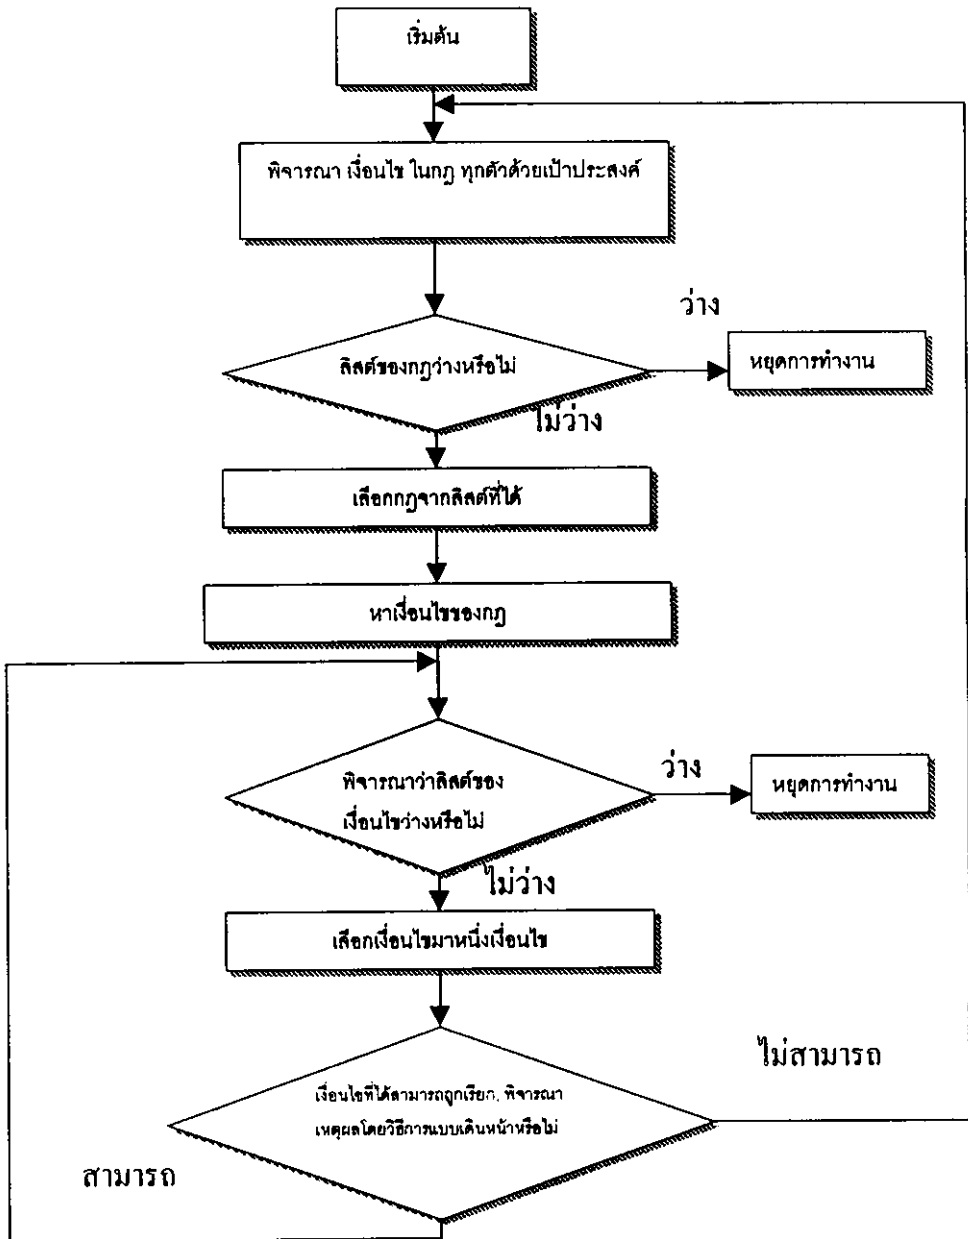 เริ่มต้น
พิจารณา เงื่อนไข ในกฎ ทุกตัวด้วยเป้าประสงค์
ว่าง
ลิสต์ของกฎว่างหรือไม่
หยุดการทำงาน
ไม่ว่าง
เลือกกฎจากลิสต์ที่ได้
หาเงื่อนไขของกฎ
ว่าง
พิจารณาว่าลิสต์ของ
เงื่อนไขว่างหรือไม่
หยุดการทำงาน
ไม่ว่าง
เลือกเงื่อนไขมาหนึ่งเงื่อนไข
ไม่สามารถ
เงื่อนไขที่ได้สามารถถูกเรียก, พิจารณา
เหตุผลโดยวิธีการแบบเดินหน้าหรือไม่
สามารถ